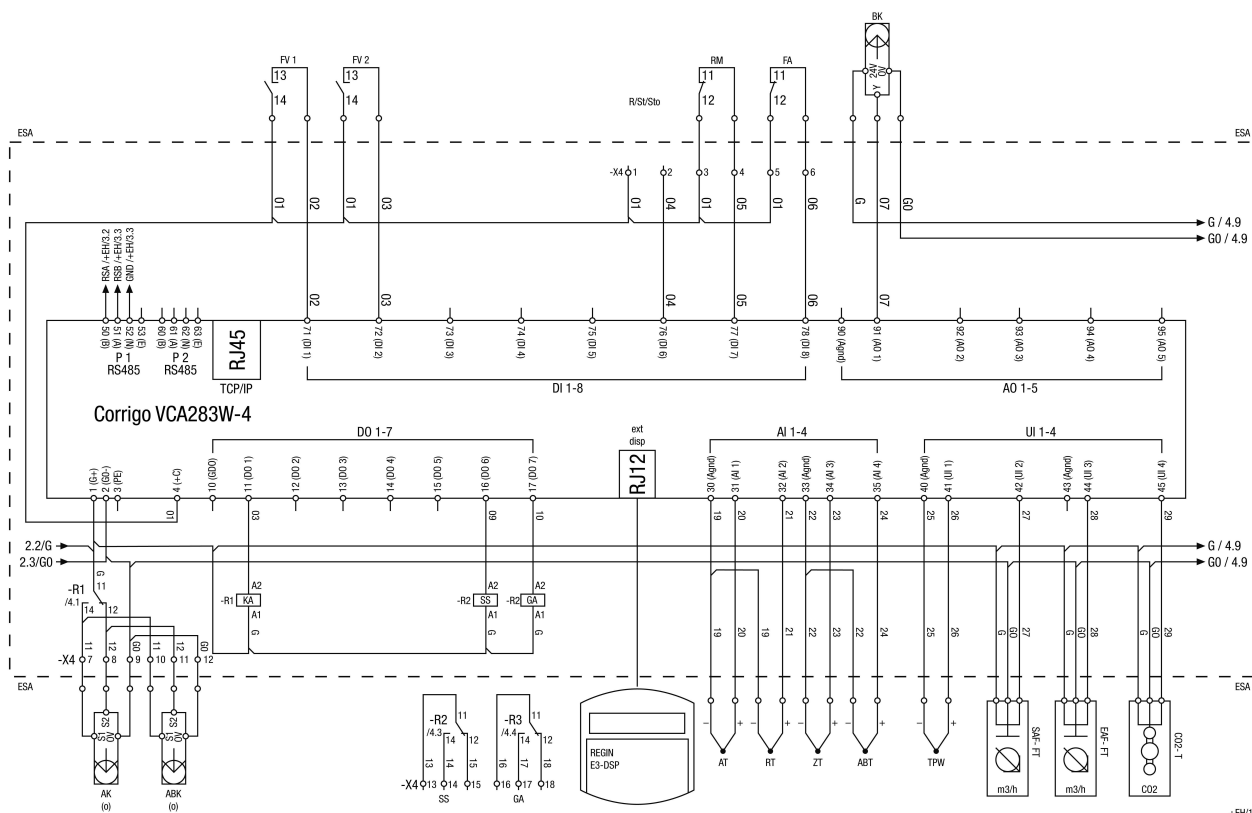 BK
FV 1
FV 2
RM
FA
13
13
11
11
14
14
12
12
24V
0V
Y
R/St/Sto
ESA
ESA
-X4
1
2
3
4
5
6
01
02
01
03
01
04
01
05
01
06
G
07
G0
G / 4.9
G0 / 4.9
RSA /+EH/3.2
RSB /+EH/3.3
GND /+EH/3.3
02
03
04
05
06
07
50 (B)
51 (A)
52 (N)
53 (E)
60 (B)
61 (A)
62 (N)
63 (E)
RJ45
71 (DI 1)
72 (DI 2)
73 (DI 3)
74 (DI 4)
75 (DI 5)
76 (DI 6)
77 (DI 7)
78 (DI 8)
90 (Agnd)
91 (A0 1)
92 (A0 2)
93 (A0 3)
94 (A0 4)
95 (A0 5)
P 1
RS485
P 2
RS485
TCP/IP
DI 1-8
AO 1-5
Corrigo VCA283W-4
DO 1-7
ext
disp
AI 1-4
UI 1-4
1 (G+)
2 (G0-)
3 (PE)
4 (+C)
10 (GDO)
11 (DO 1)
12 (DO 2)
13 (DO 3)
14 (DO 4)
15 (DO 5)
16 (DO 6)
17 (DO 7)
RJ12
30 (Agnd)
31 (AI 1)
32 (AI 2)
33 (Agnd)
34 (AI 3)
35 (AI 4)
40 (Agnd)
41 (UI 1)
42 (UI 2)
43 (Agnd)
44 (UI 3)
45 (UI 4)
01
03
09
10
19
20
21
22
23
24
25
26
27
28
29
2.2/G
2.3/G0
G / 4.9
G0 / 4.9
G
-R1
/4.1
11
14
12
-R1
KA
A2
A1
G
-R2
SS
A2
A1
G
-R2
GA
A2
A1
G
19
20
19
21
22
23
22
24
25
26
G
G0
27
G
G0
28
G
G0
29
11
12
G0
11
12
G0
-X4
7
8
9
10
11
12
ESA
ESA
S1
S2
0V
S1
S2
0V
AK
(o)
ABK
(o)
-R2
/4.3
11
14
12
13
14
15
-X4
13
14
15
SS
-R3
/4.4
11
14
12
16
17
18
16
17
18
GA
REGIN
E3-DSP
–
+
–
+
–
+
–
+
–
+
AT
RT
ZT
ABT
TPW
SAF- FT
m3/h
EAF- FT
m3/h
CO2- T
CO2